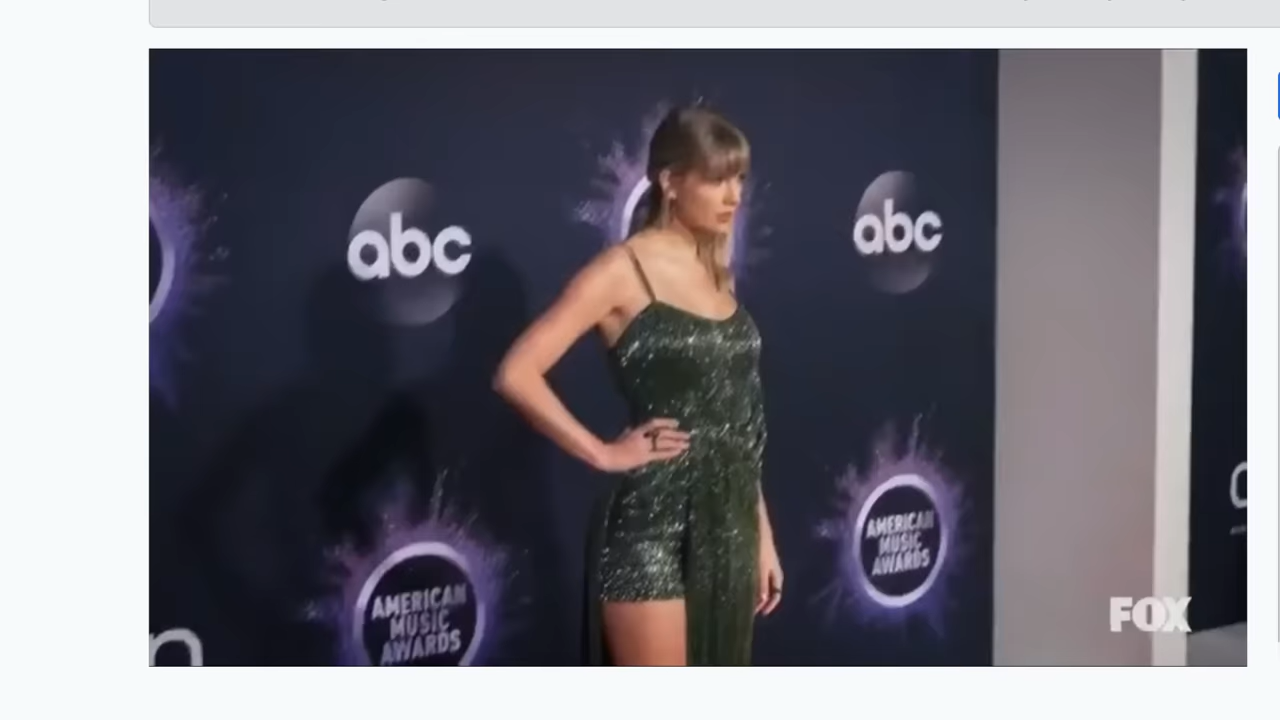 abc
abc
AMERICAN
MUSIC
AWARDS
AMERICAN
MUSIC
AWARDS
FOX